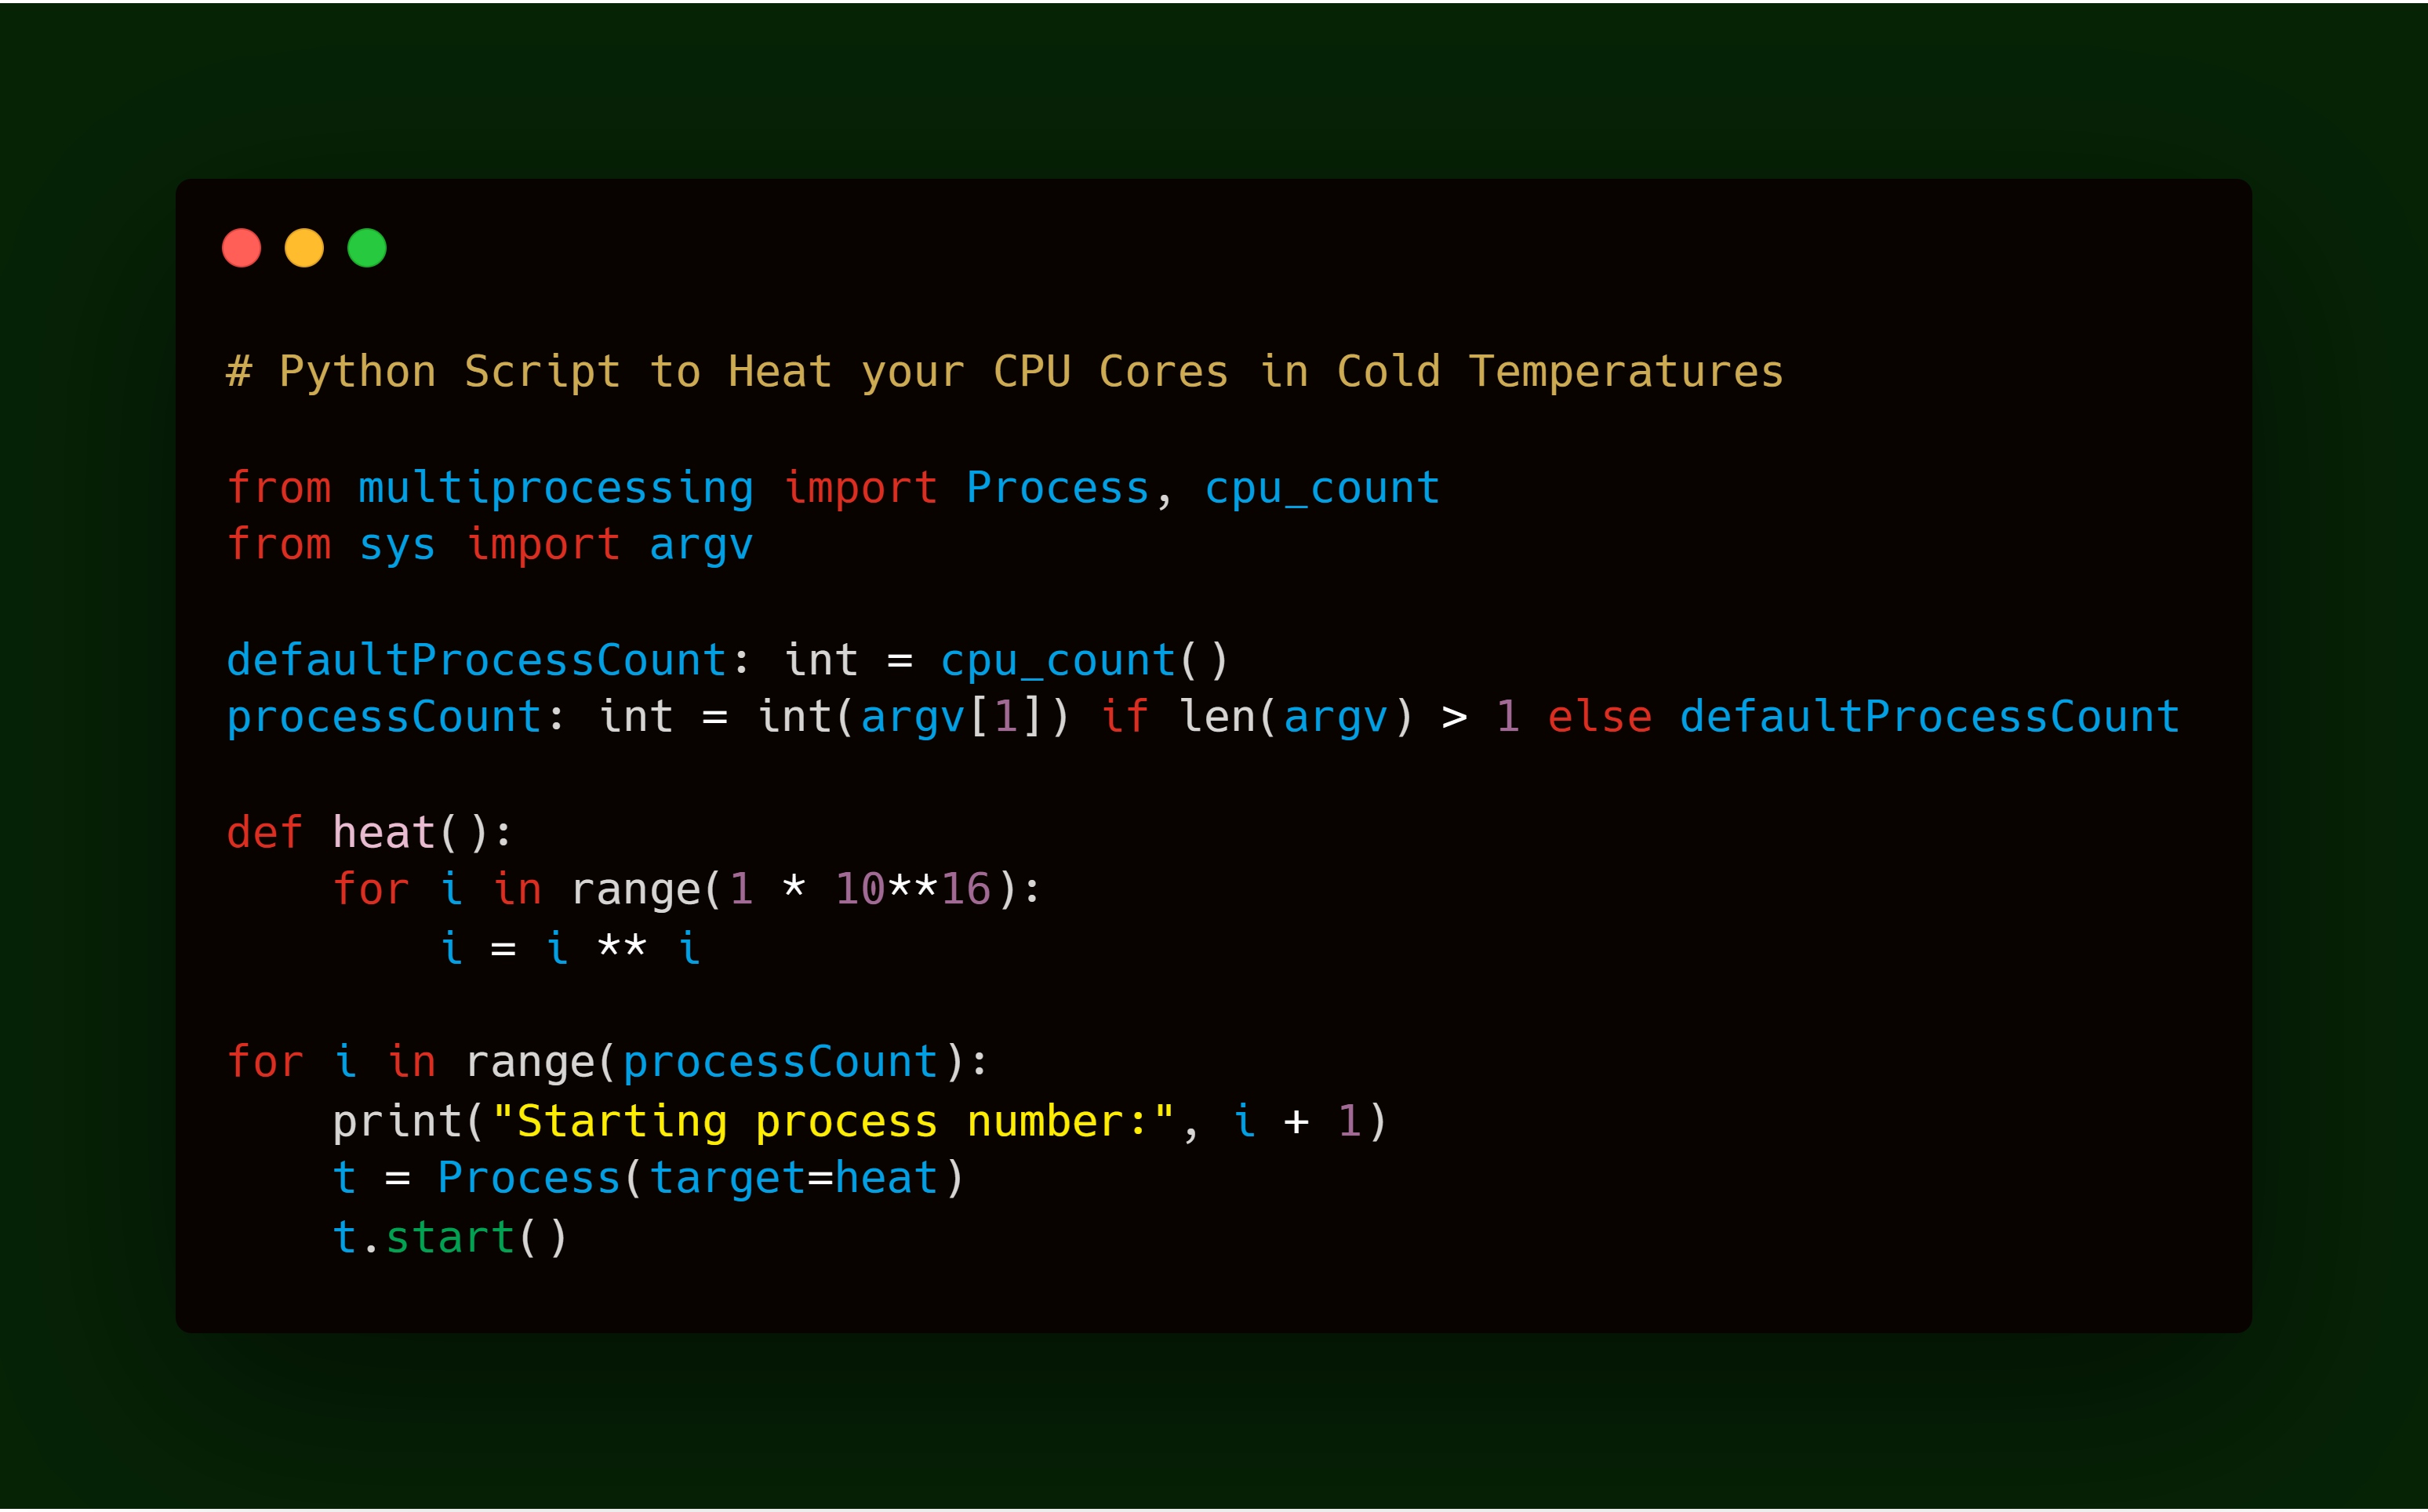 # Python Script to Heat your CPU Cores in Cold Temperatures
from multiprocessing import Process, cpu_count
from sys import argv
defaultProcessCount: int = cpu_count()
processCount: int = int(argv[1]) if len(argv) > 1 else defaultProcessCount
def heat():
    for i in range(1 * 10**16):
        i = i ** i
for i in range(processCount):
    print("Starting process number:", i + 1)
    t = Process(target=heat)
    t.start()